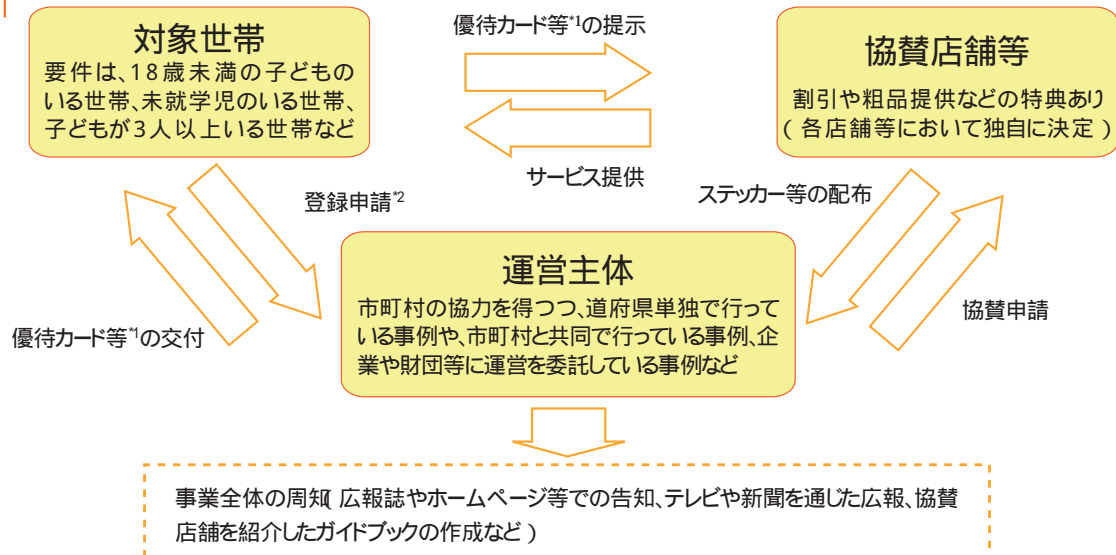 対象世帯
要件は、18歳未満の子どもの
いる世帯、未就学児のいる世帯、
子どもが3人以上いる世帯など
優待カード等*1の提示
サービス提供
協賛店舗等
割引や粗品提供などの特典あり
(各店舗等において独自に決定)
登録申請*2
優待カード等*1の交付
ステッカー等の配布
協賛申請
運営主体
市町村の協力を得つつ、道府県単独で行って
いる事例や、市町村と共同で行っている事例、企
業や財団等に運営を委託している事例など
事業全体の周知(広報誌やホームページ等での告知、テレビや新聞を通じた広報、協賛
店舗を紹介したガイドブックの作成など)